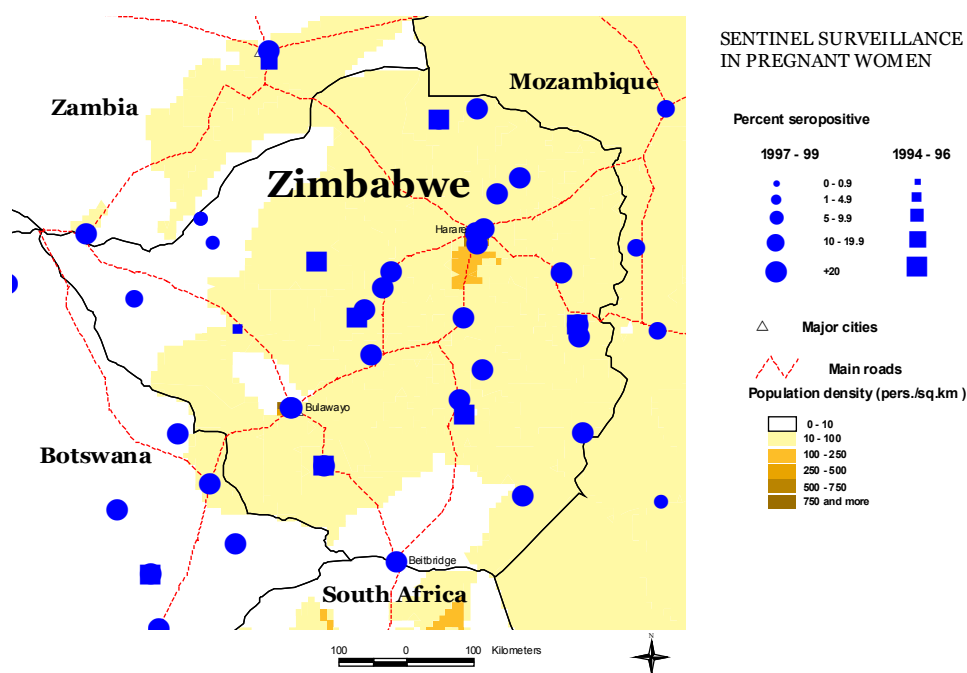 SENTINEL SURVEILLANCE
IN PREGNANT WOMEN
Mozambique
Zambia
Percent seropositive
1997 - 99 1994 - 96
0 - 0.9
1 - 4.9
5 - 9.9
10 - 19.9
+20
Zimbabwe
Harare
Major cities
Main roads
Population density (pers./sq.km)
0 - 10
10 - 100
100 - 250
250 - 500
500 - 750
750 and more
Bulawayo
Botswana
Beitbridge
South Africa
100 0 100 Kilometers
N